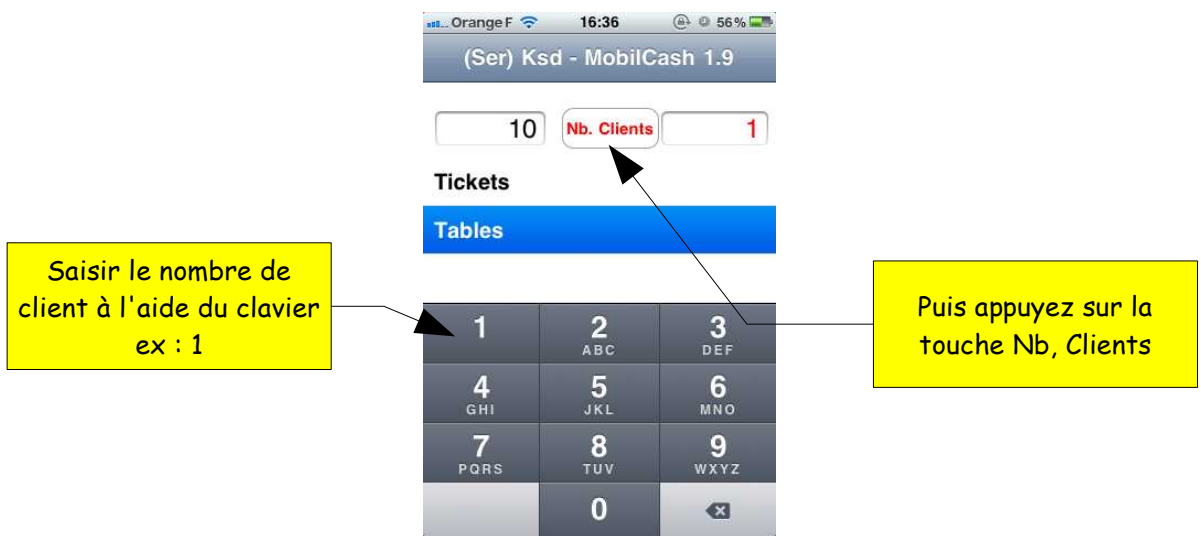 Orange F 16:36 56%
(Ser) Ksd - MobilCash 1.9
10 Nb. Clients 1
Tickets
Tables
Saisir le nombre de
client à l'aide du clavier
ex : 1
Puis appuyez sur la
touche Nb, Clients
1 2 3
ABC DEF
4 5 6
GHI JKL MNO
7 8 9
PQRS TUV WXYZ
0